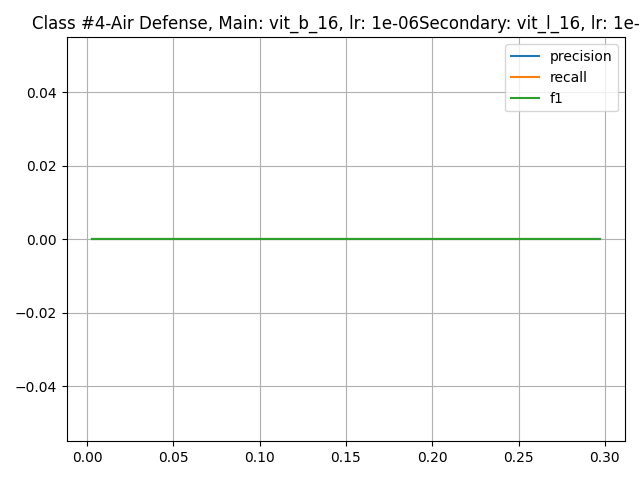 Class #4-Air Defense, Main: vit_b_16, lr: 1e-06Secondary: vit_l_16, lr: 1e-
precision
recall
f1
0.04
0.02
0.00
−0.02
−0.04
0.00 0.05 0.10 0.15 0.20 0.25 0.30